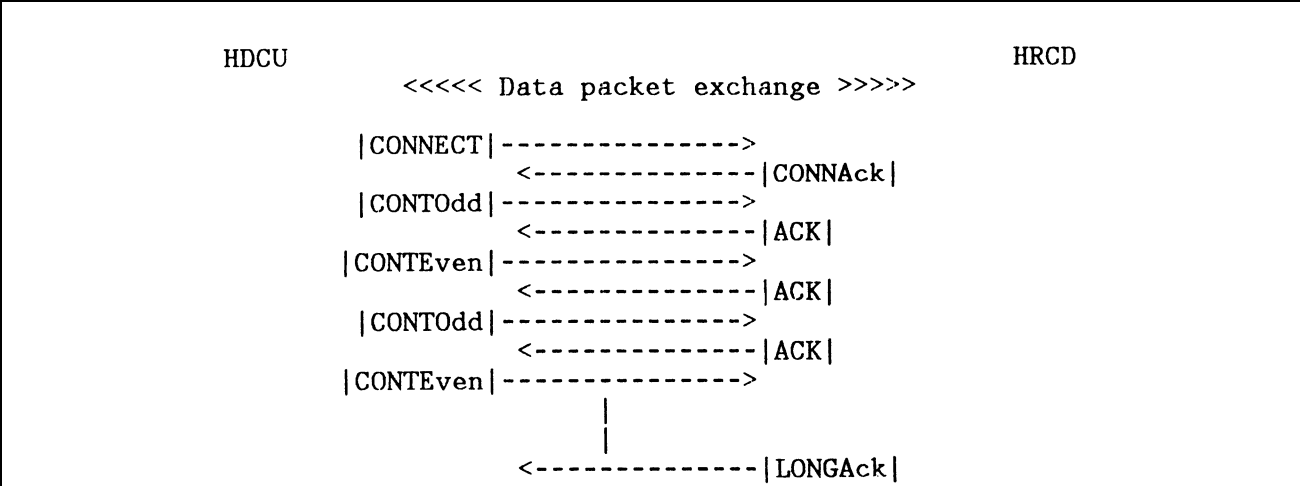 HDCU HRCD
<<<<< Data packet exchange >>>>>
|CONNECT|--------------->
<--------------|CONNAck|
|CONTOdd|--------------->
<--------------|ACK|
|CONTEven|--------------->
<--------------|ACK|
|CONTOdd|--------------->
<--------------|ACK|
|CONTEven|--------------->
|
|
<--------------|LONGAck|